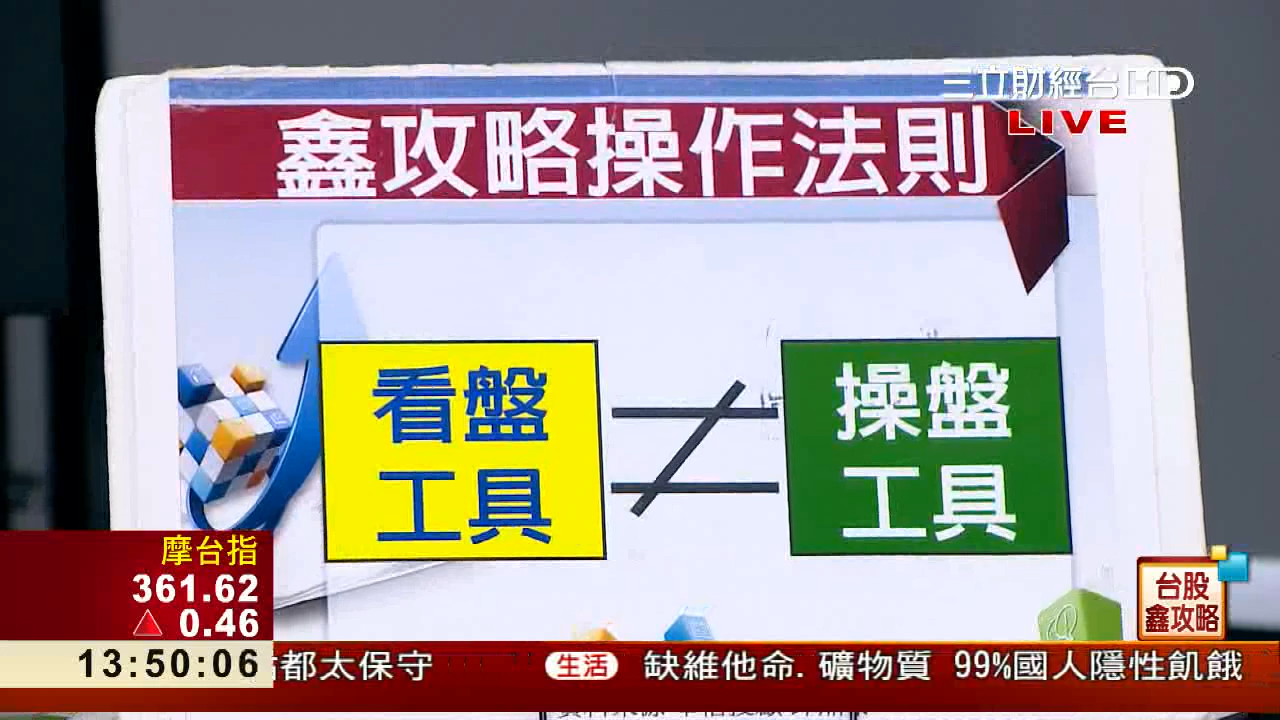 三立財經台HD
LIVE
鑫攻略操作法則
看盤
工具
≠
操盤
工具
摩台指
361.62
▲ 0.46
台股
鑫攻略
13:50:06
都太保守 生活 缺維他命.礦物質 99%國人隱性飢餓